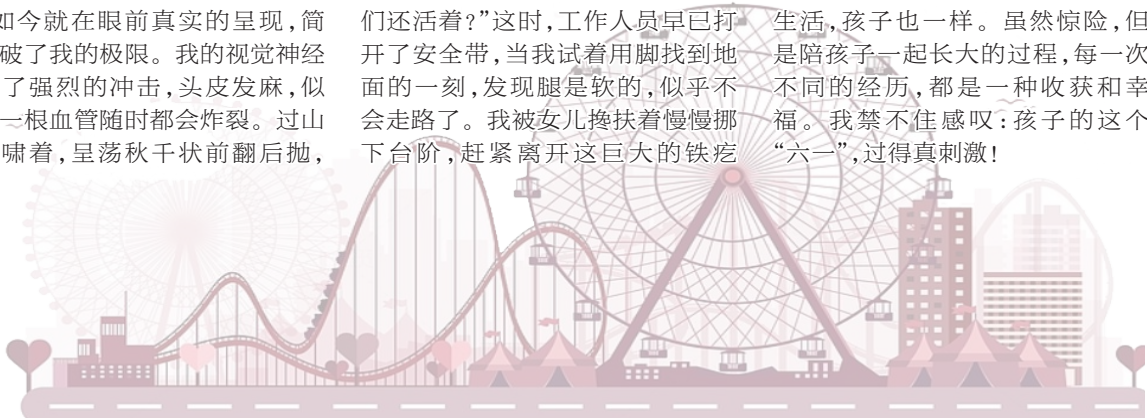 如今就在眼前真实的呈现，简
破了我的极限。我的视觉神经
了强烈的冲击，头皮发麻，似
一根血管随时都会炸裂。过山
啸着，呈荡秋千状前翻后抛，
们还活着？”这时，工作人员早已打
开了安全带，当我试着用脚找到地
面的一刻，发现腿是软的，似乎不
会走路了。我被女儿搀扶着慢慢挪
下台阶，赶紧离开这巨大的铁疙
生活，孩子也一样。虽然惊险，但
是陪孩子一起长大的过程，每一次
不同的经历，都是一种收获和幸
福。我禁不住感叹：孩子的这个
“六一”，过得真刺激！